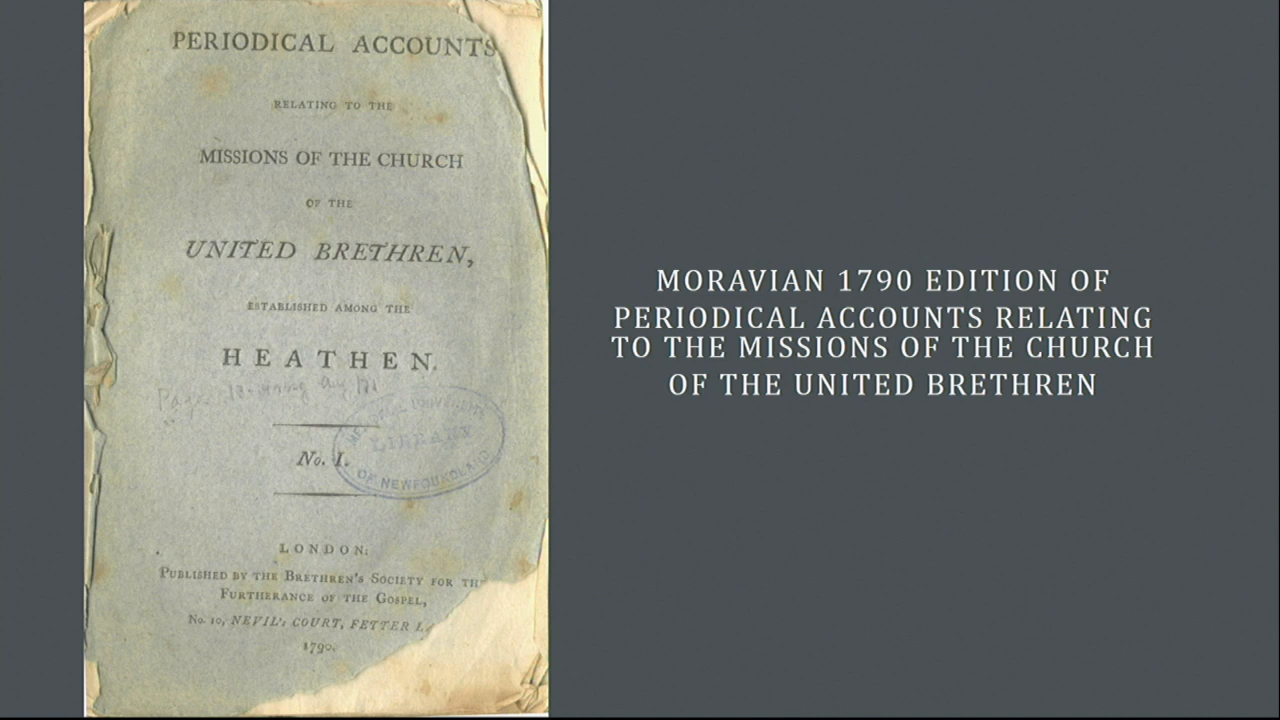 PERIODICAL ACCOUNTS
RELATING TO THE
MISSIONS OF THE CHURCH
OF THE
UNITED BRETHREN,
ESTABLISHED AMONG THE
HEATHEN.
LIBRARY
OF NEWFOUNDLAND
No. I.
LONDON:
PUBLISHED BY THE BRETHREN'S SOCIETY FOR TH
FURTHERANCE OF THE GOSPEL,
No. 10, NEVIL's COURT, FETTER LA
1790.
MORAVIAN 1790 EDITION OF
PERIODICAL ACCOUNTS RELATING
TO THE MISSIONS OF THE CHURCH
OF THE UNITED BRETHREN